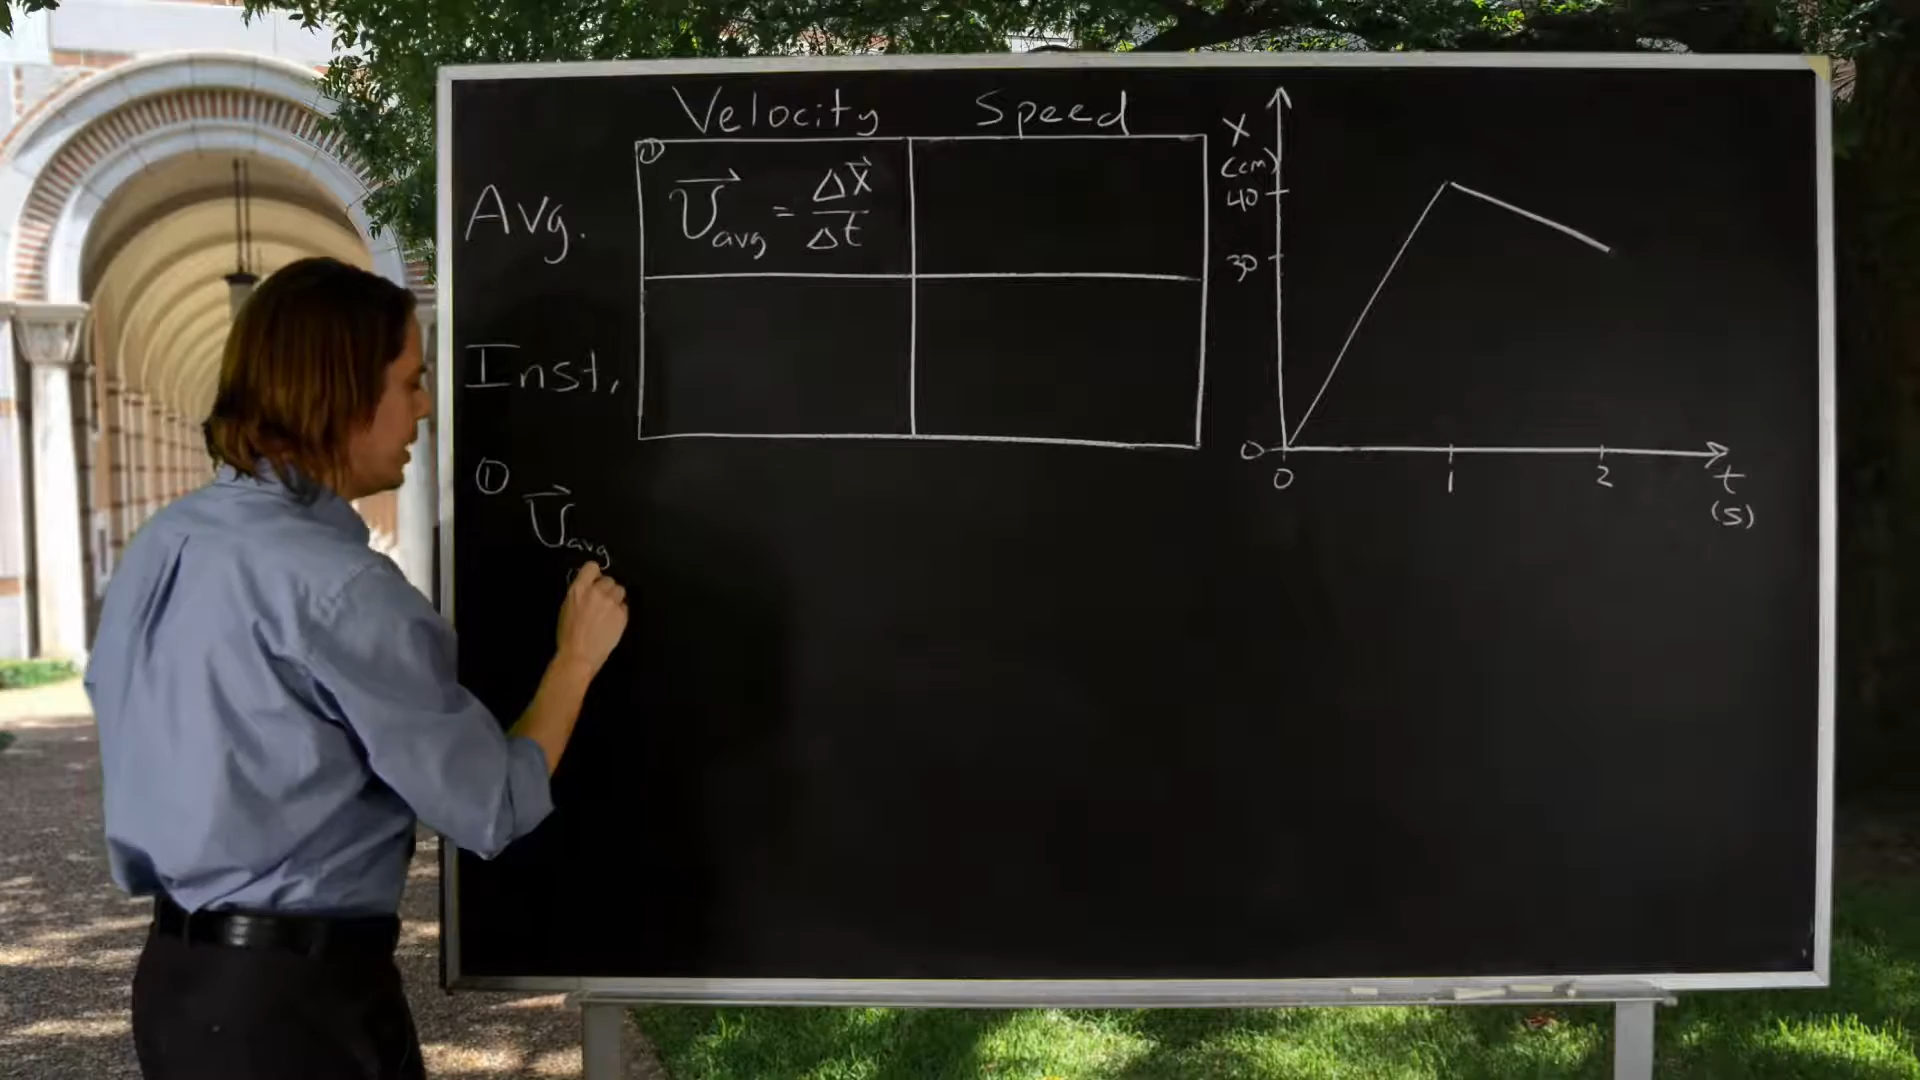 Velocity Speed
Avg. ① v⃗avg = Δx⃗/Δt
Inst.
① v⃗avg
x
(cm)
40
30
0
0 1 2 t
(s)